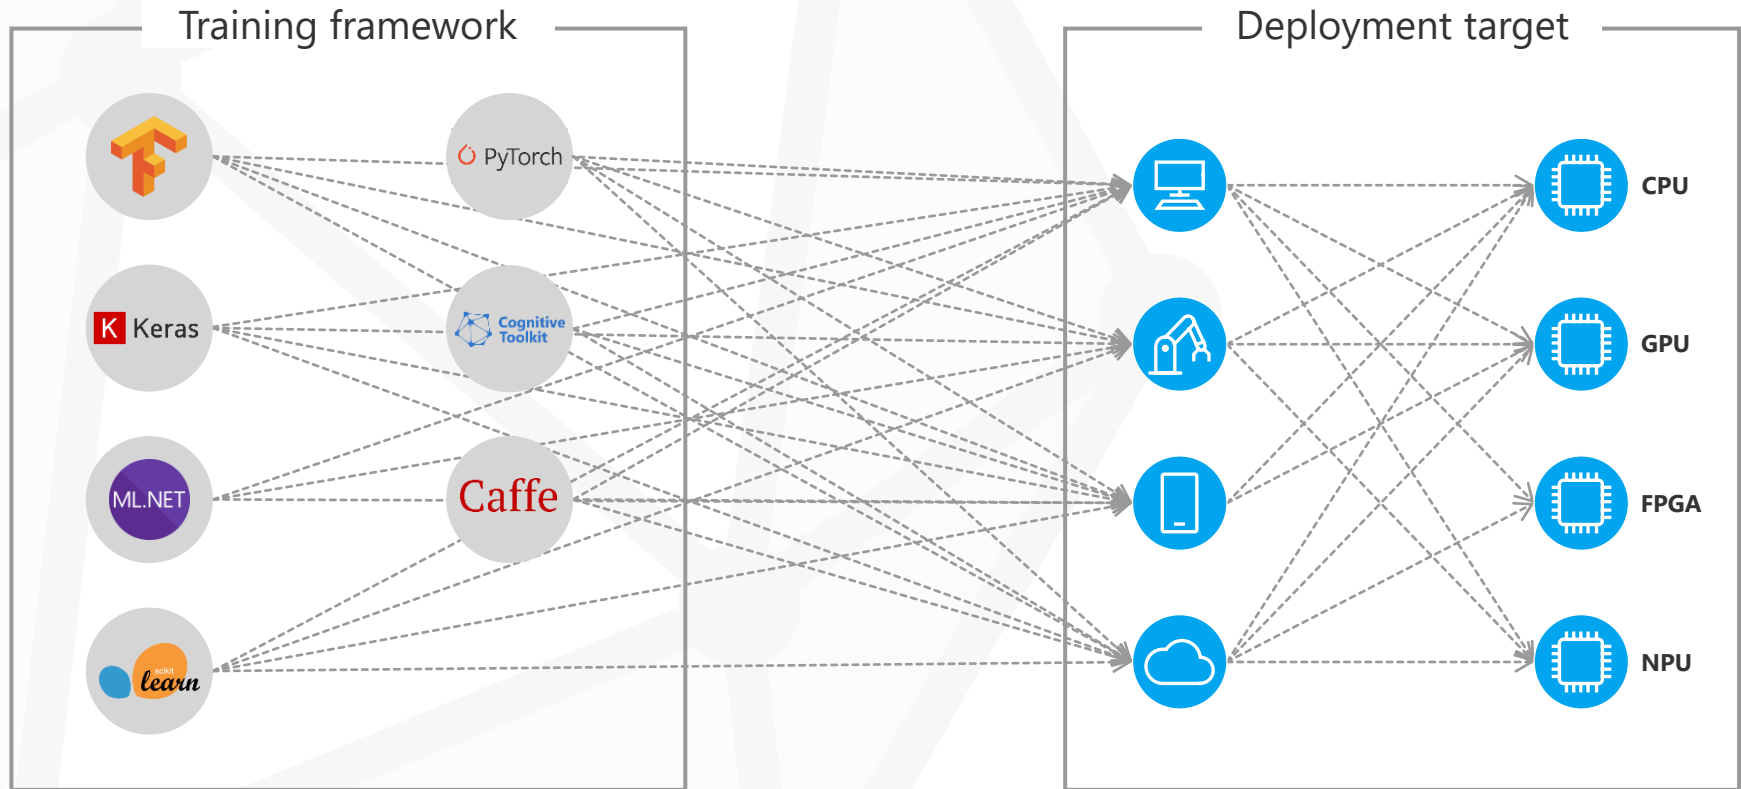 Training framework
Deployment target
PyTorch
CPU
K Keras
Cognitive
Toolkit
GPU
ML.NET
Caffe
FPGA
scikit
learn
NPU